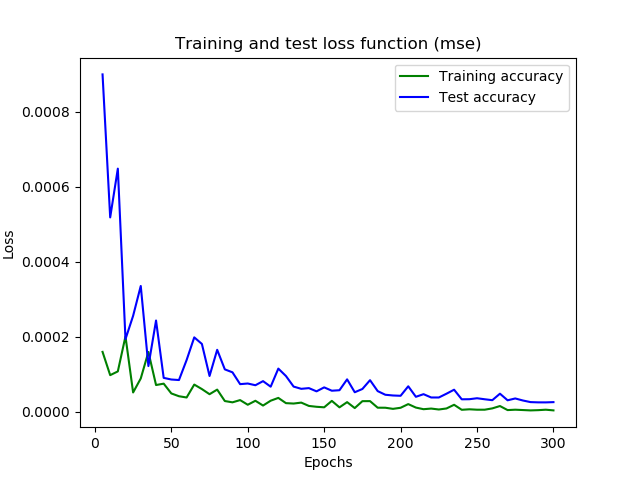 Training and test loss function (mse)
Training accuracy
Test accuracy
0.0008
0.0006
0.0004
0.0002
0.0000
Loss
0 50 100 150 200 250 300
Epochs